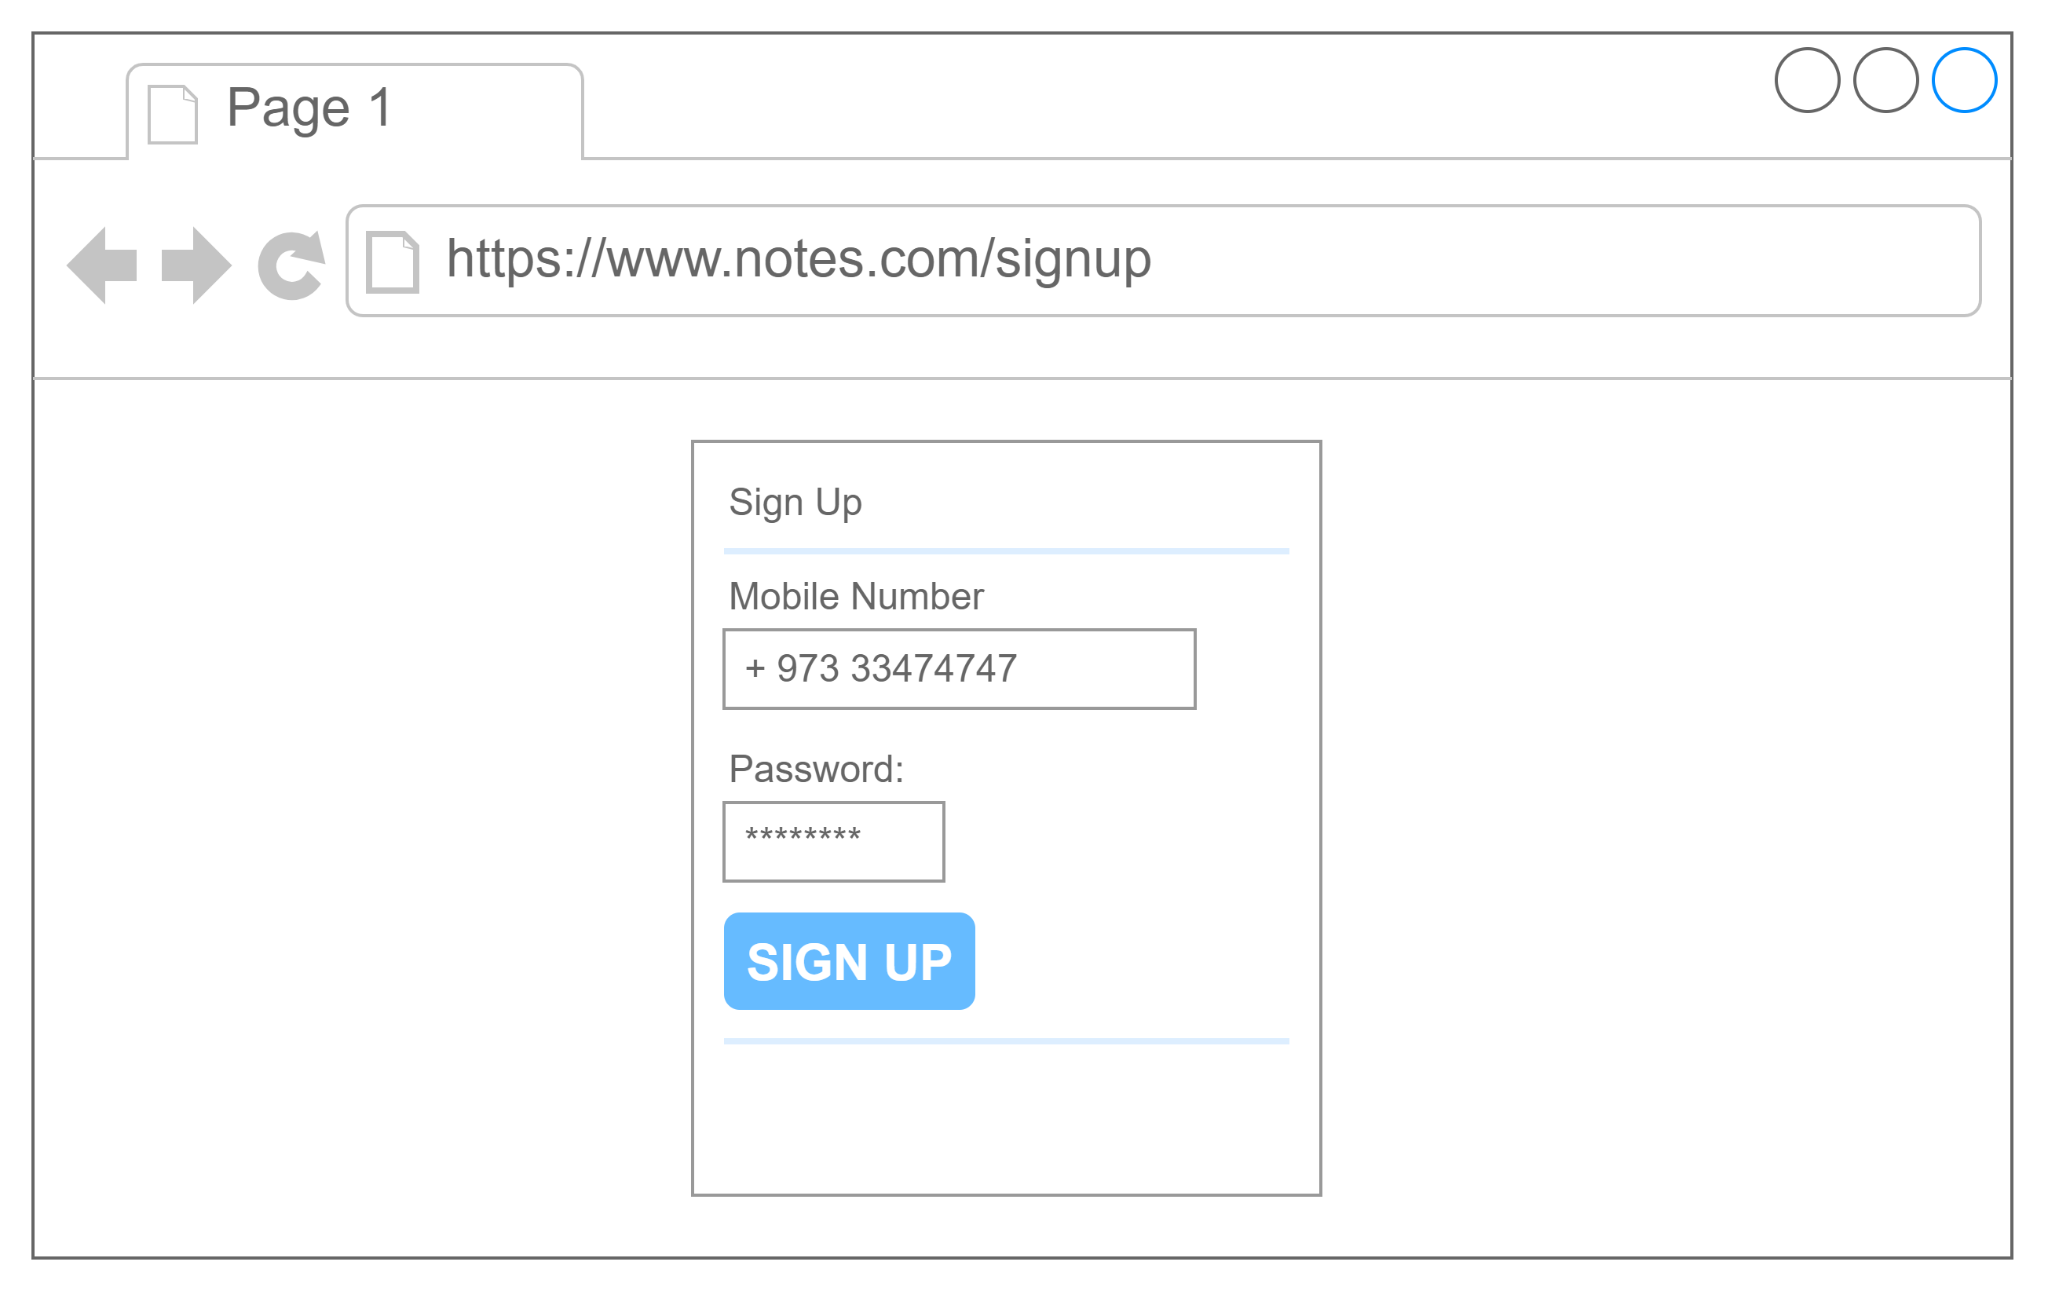 Page 1
https://www.notes.com/signup
Sign Up
Mobile Number
+ 973 33474747
Password:
********
SIGN UP